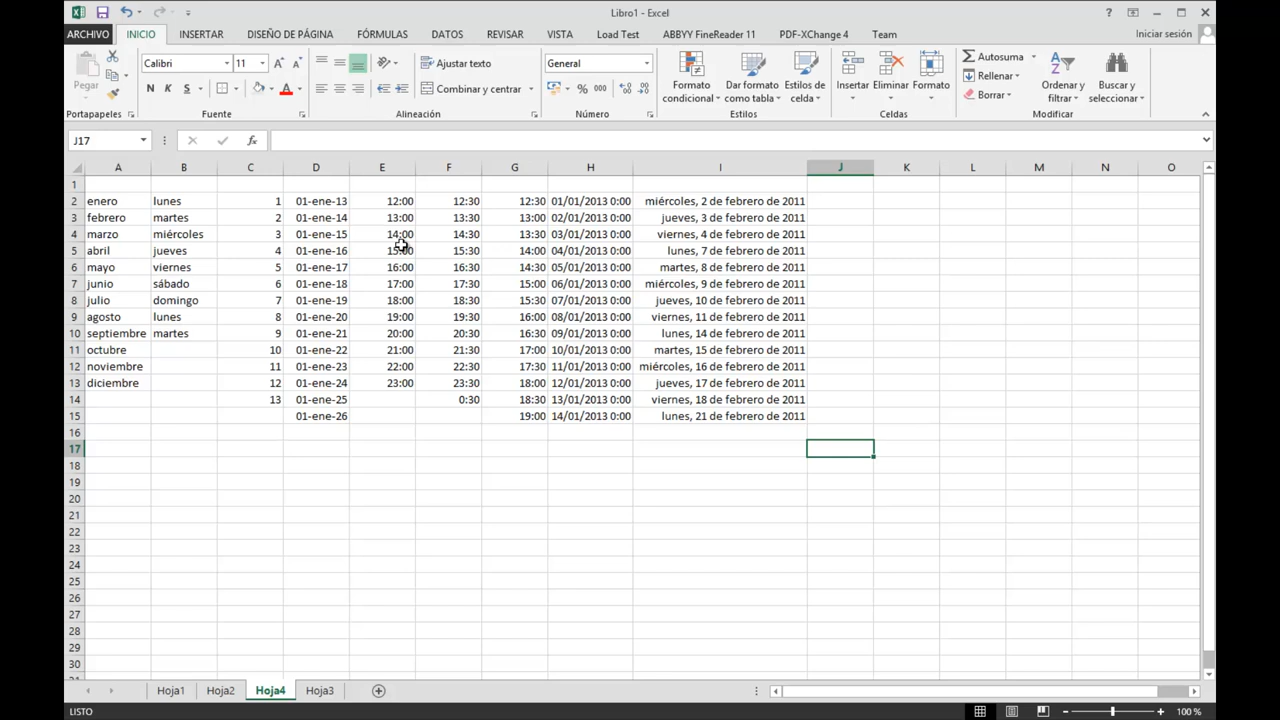 Libro1 - Excel
ARCHIVO INICIO INSERTAR DISEÑO DE PÁGINA FÓRMULAS DATOS REVISAR VISTA Load Test ABBYY FineReader 11 PDF-XChange 4 Team Iniciar sesión
Pegar
Calibri 11
N K S
Ajustar texto
Combinar y centrar
General
% 000
Formato condicional
Dar formato como tabla
Estilos de celda
Insertar Eliminar Formato
Autosuma
Rellenar
Borrar
Ordenar y filtrar
Buscar y seleccionar
Portapapeles Fuente Alineación Número Estilos Celdas Modificar
J17 fx
A B C D E F G H I J K L M N O
1
2 enero lunes 1 01-ene-13 12:00 12:30 12:30 01/01/2013 0:00 miércoles, 2 de febrero de 2011
3 febrero martes 2 01-ene-14 13:00 13:30 13:00 02/01/2013 0:00 jueves, 3 de febrero de 2011
4 marzo miércoles 3 01-ene-15 14:00 14:30 13:30 03/01/2013 0:00 viernes, 4 de febrero de 2011
5 abril jueves 4 01-ene-16 15:00 15:30 14:00 04/01/2013 0:00 lunes, 7 de febrero de 2011
6 mayo viernes 5 01-ene-17 16:00 16:30 14:30 05/01/2013 0:00 martes, 8 de febrero de 2011
7 junio sábado 6 01-ene-18 17:00 17:30 15:00 06/01/2013 0:00 miércoles, 9 de febrero de 2011
8 julio domingo 7 01-ene-19 18:00 18:30 15:30 07/01/2013 0:00 jueves, 10 de febrero de 2011
9 agosto lunes 8 01-ene-20 19:00 19:30 16:00 08/01/2013 0:00 viernes, 11 de febrero de 2011
10 septiembre martes 9 01-ene-21 20:00 20:30 16:30 09/01/2013 0:00 lunes, 14 de febrero de 2011
11 octubre 10 01-ene-22 21:00 21:30 17:00 10/01/2013 0:00 martes, 15 de febrero de 2011
12 noviembre 11 01-ene-23 22:00 22:30 17:30 11/01/2013 0:00 miércoles, 16 de febrero de 2011
13 diciembre 12 01-ene-24 23:00 23:30 18:00 12/01/2013 0:00 jueves, 17 de febrero de 2011
14 13 01-ene-25 0:30 18:30 13/01/2013 0:00 viernes, 18 de febrero de 2011
15 01-ene-26 19:00 14/01/2013 0:00 lunes, 21 de febrero de 2011
16
17
18
19
20
21
22
23
24
25
26
27
28
29
30
Hoja1 Hoja2 Hoja4 Hoja3
LISTO 100 %